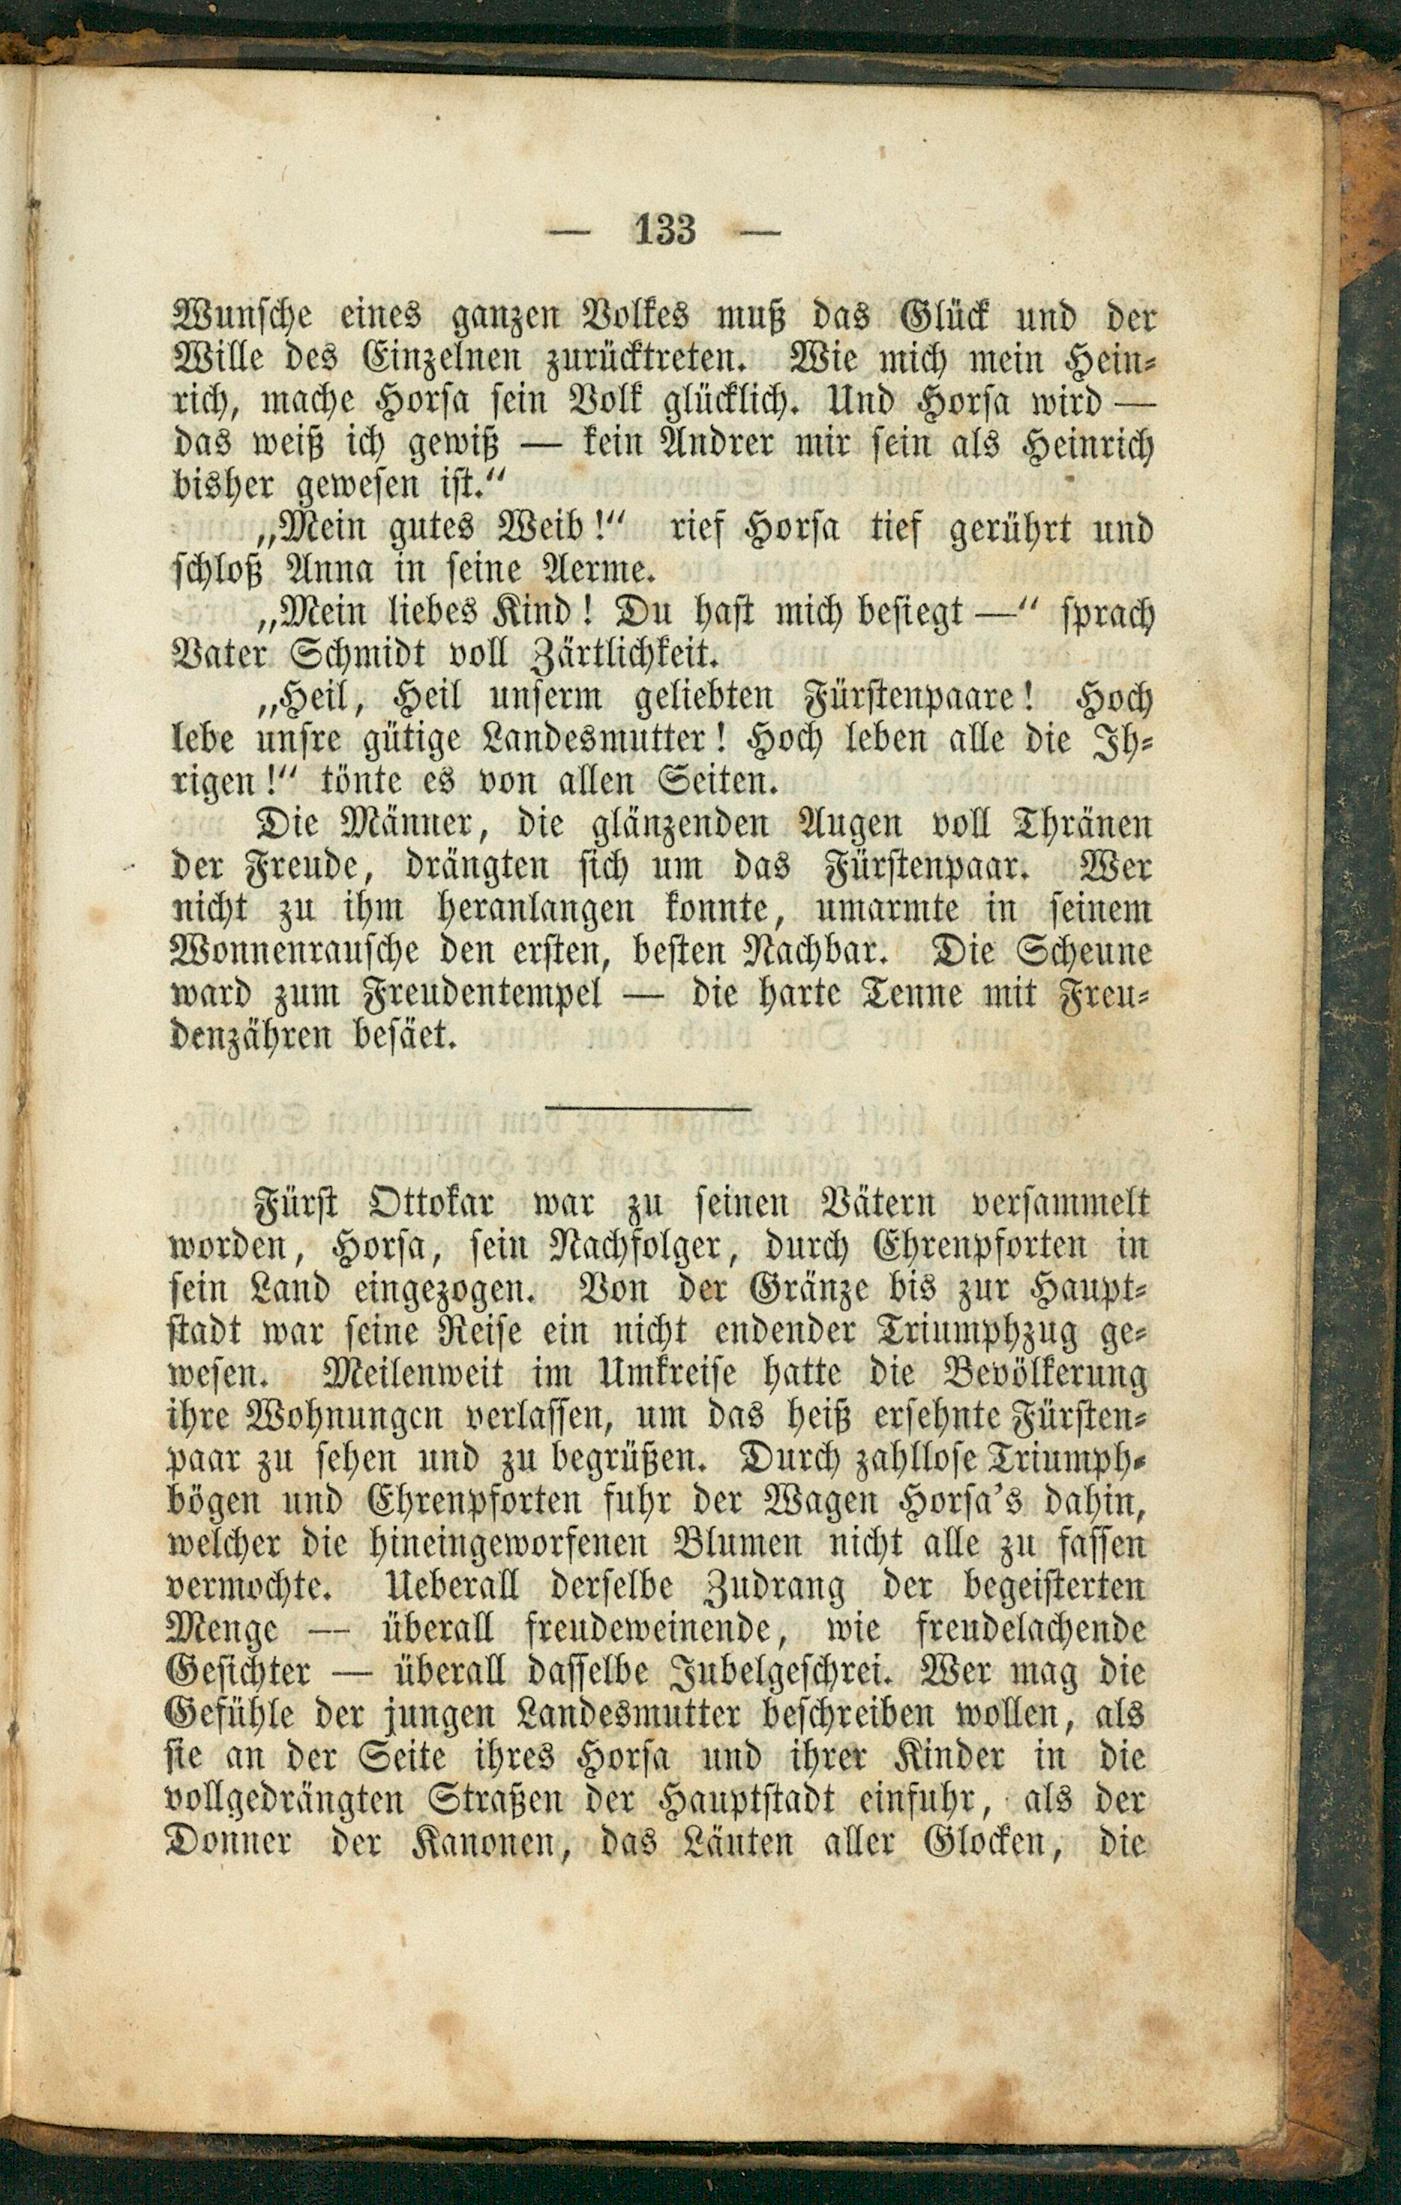 — 133 —
Wunsche eines ganzen Volkes muß das Glück und der
Wille des Einzelnen zurücktreten. Wie mich mein Hein-
rich, mache Horsa sein Volk glücklich. Und Horsa wird —
das weiß ich gewiß — kein Andrer mir sein als Heinrich
bisher gewesen ist.“
„Mein gutes Weib!“ rief Horsa tief gerührt und
schloß Anna in seine Aerme.
„Mein liebes Kind! Du hast mich besiegt —“ sprach
Vater Schmidt voll Zärtlichkeit.
„Heil, Heil unserm geliebten Fürstenpaare! Hoch
lebe unsre gütige Landesmutter! Hoch leben alle die Ih-
rigen!“ tönte es von allen Seiten.
Die Männer, die glänzenden Augen voll Thränen
der Freude, drängten sich um das Fürstenpaar. Wer
nicht zu ihm heranlangen konnte, umarmte in seinem
Wonnenrausche den ersten, besten Nachbar. Die Scheune
ward zum Freudentempel — die harte Tenne mit Freu-
denzähren besäet.
Fürst Ottokar war zu seinen Vätern versammelt
worden, Horsa, sein Nachfolger, durch Ehrenpforten in
sein Land eingezogen. Von der Gränze bis zur Haupt-
stadt war seine Reise ein nicht endender Triumphzug ge-
wesen. Meilenweit im Umkreise hatte die Bevölkerung
ihre Wohnungen verlassen, um das heiß ersehnte Fürsten-
paar zu sehen und zu begrüßen. Durch zahllose Triumph-
bögen und Ehrenpforten fuhr der Wagen Horsa's dahin,
welcher die hineingeworfenen Blumen nicht alle zu fassen
vermochte. Ueberall derselbe Zudrang der begeisterten
Menge — überall freudeweinende, wie freudelachende
Gesichter — überall dasselbe Jubelgeschrei. Wer mag die
Gefühle der jungen Landesmutter beschreiben wollen, als
sie an der Seite ihres Horsa und ihrer Kinder in die
vollgedrängten Straßen der Hauptstadt einfuhr, als der
Donner der Kanonen, das Läuten aller Glocken, die